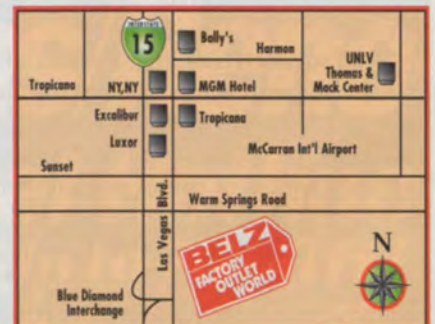 INTERSTATE
15
Bally's
Harmon
UNLV
Thomas &
Mack Center
Tropicana
NY,NY
MGM Hotel
Excalibur
Tropicana
Luxor
McCarran Int'l Airport
Sunset
Las Vegas Blvd.
Warm Springs Road
BELZ
FACTORY
OUTLET
WORLD
N
Blue Diamond
Interchange